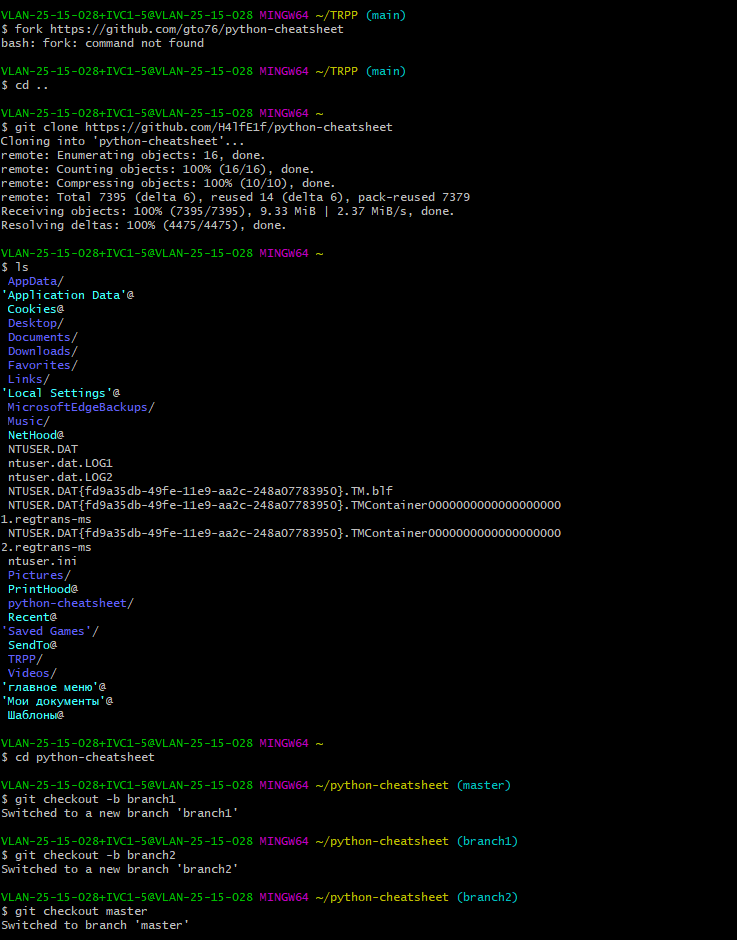 VLAN-25-15-028+IVC1-5@VLAN-25-15-028 MINGW64 ~/TRPP (main)
$ fork https://github.com/gto76/python-cheatsheet
bash: fork: command not found
VLAN-25-15-028+IVC1-5@VLAN-25-15-028 MINGW64 ~/TRPP (main)
$ cd ..
VLAN-25-15-028+IVC1-5@VLAN-25-15-028 MINGW64 ~
$ git clone https://github.com/H4lfE1f/python-cheatsheet
Cloning into 'python-cheatsheet'...
remote: Enumerating objects: 16, done.
remote: Counting objects: 100% (16/16), done.
remote: Compressing objects: 100% (10/10), done.
remote: Total 7395 (delta 6), reused 14 (delta 6), pack-reused 7379
Receiving objects: 100% (7395/7395), 9.33 MiB | 2.37 MiB/s, done.
Resolving deltas: 100% (4475/4475), done.
VLAN-25-15-028+IVC1-5@VLAN-25-15-028 MINGW64 ~
$ ls
AppData/
'Application Data'@
Cookies@
Desktop/
Documents/
Downloads/
Favorites/
Links/
'Local Settings'@
MicrosoftEdgeBackups/
Music/
NetHood@
NTUSER.DAT
ntuser.dat.LOG1
ntuser.dat.LOG2
NTUSER.DAT{fd9a35db-49fe-11e9-aa2c-248a07783950}.TM.blf
NTUSER.DAT{fd9a35db-49fe-11e9-aa2c-248a07783950}.TMContainer0000000000000000000
1.regtrans-ms
NTUSER.DAT{fd9a35db-49fe-11e9-aa2c-248a07783950}.TMContainer0000000000000000000
2.regtrans-ms
ntuser.ini
Pictures/
PrintHood@
python-cheatsheet/
Recent@
'Saved Games'/
SendTo@
TRPP/
Videos/
'главное меню'@
'Мои документы'@
Шаблоны@
VLAN-25-15-028+IVC1-5@VLAN-25-15-028 MINGW64 ~
$ cd python-cheatsheet
VLAN-25-15-028+IVC1-5@VLAN-25-15-028 MINGW64 ~/python-cheatsheet (master)
$ git checkout -b branch1
Switched to a new branch 'branch1'
VLAN-25-15-028+IVC1-5@VLAN-25-15-028 MINGW64 ~/python-cheatsheet (branch1)
$ git checkout -b branch2
Switched to a new branch 'branch2'
VLAN-25-15-028+IVC1-5@VLAN-25-15-028 MINGW64 ~/python-cheatsheet (branch2)
$ git checkout master
Switched to branch 'master'